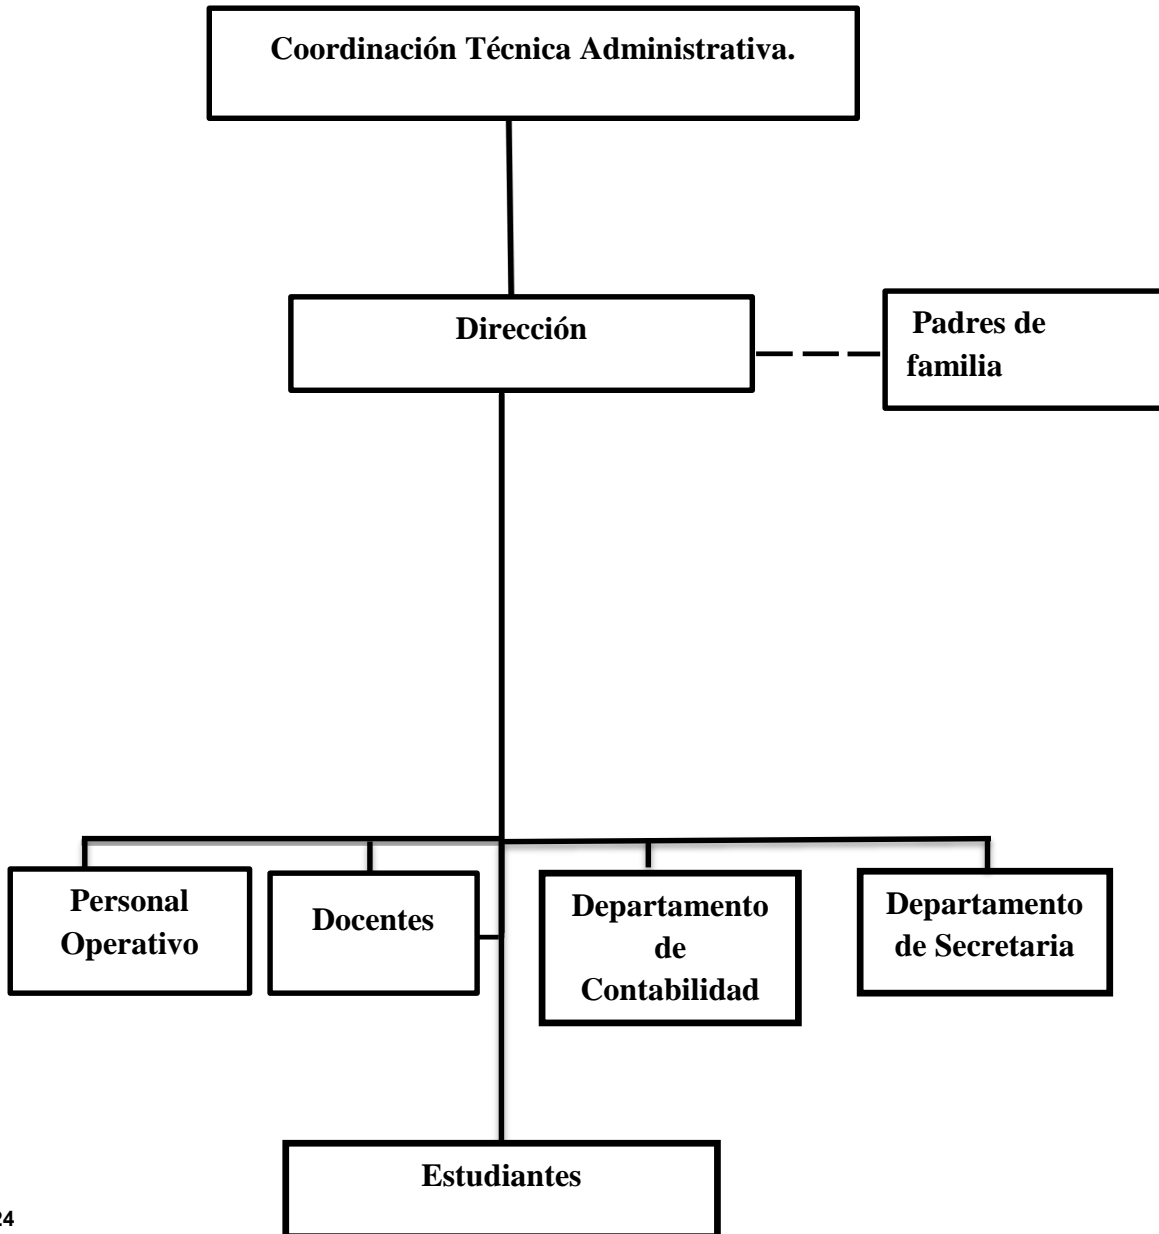 Coordinación Técnica Administrativa.
Dirección
Padres de
familia
Personal
Operativo
Docentes
Departamento
de
Contabilidad
Departamento
de Secretaria
Estudiantes
24